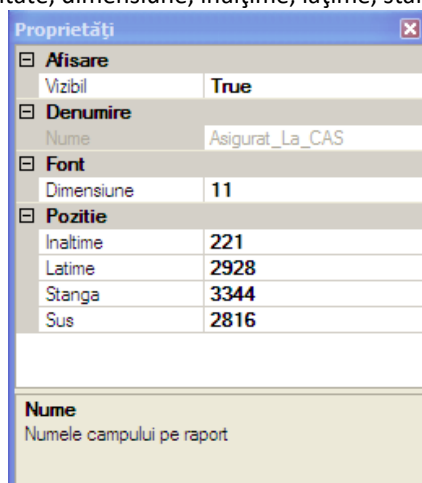 Proprietăţi
Afisare
Vizibil True
Denumire
Nume Asigurat_La_CAS
Font
Dimensiune 11
Pozitie
Inaltime 221
Latime 2928
Stanga 3344
Sus 2816
Nume
Numele campului pe raport